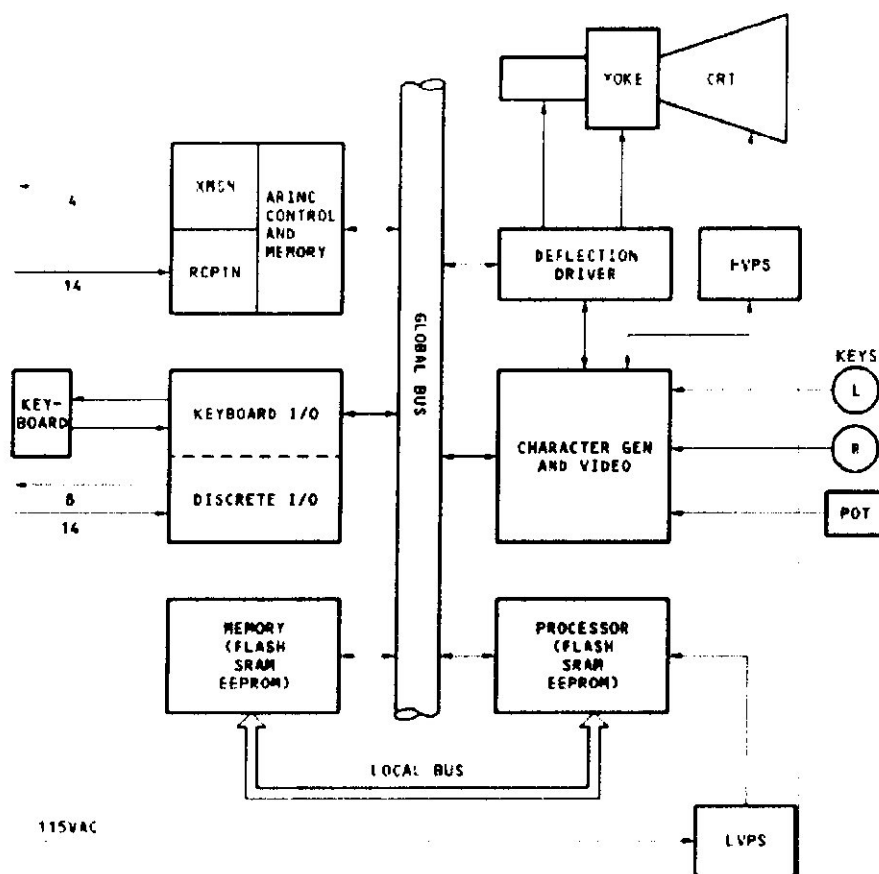 YOKE
CRT
XMSN
ARINC
CONTROL
AND
MEMORY
4
RCPTN
14
DEFLECTION
DRIVER
HVPS
GLOBAL BUS
KEYS
KEY-
BOARD
KEYBOARD I/O
L
CHARACTER GEN
AND VIDEO
R
8
DISCRETE I/O
14
POT
MEMORY
(FLASH
SRAM
EEPROM)
PROCESSOR
(FLASH
SRAM
EEPROM)
LOCAL BUS
115VAC
LVPS